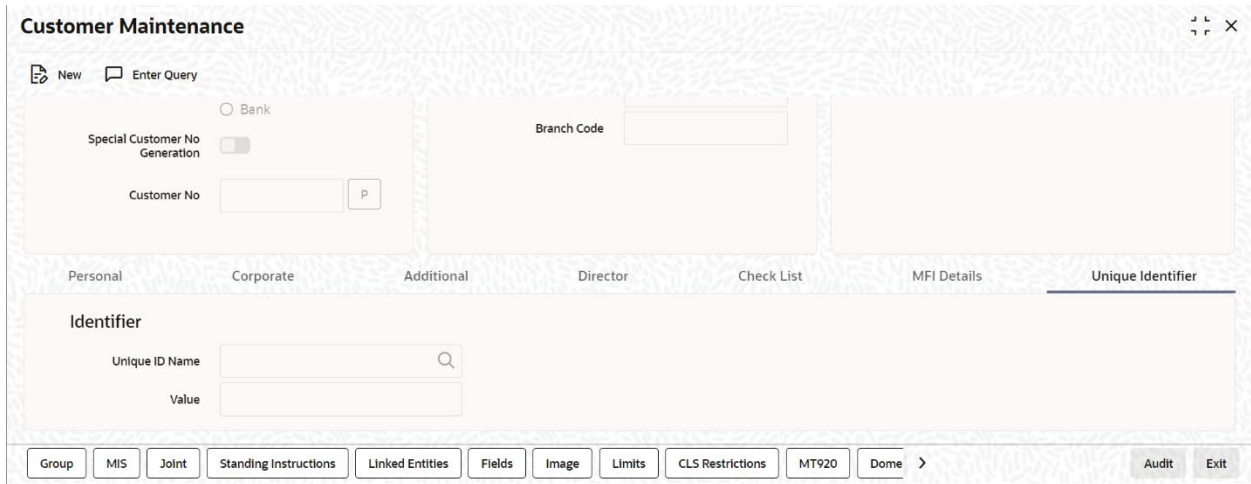 Customer Maintenance
New Enter Query
Bank
Special Customer No
Generation
Customer No P
Branch Code
Personal Corporate Additional Director Check List MFI Details Unique Identifier
Identifier
Unique ID Name
Value
Group MIS Joint Standing Instructions Linked Entities Fields Image Limits CLS Restrictions MT920 Dome Audit Exit